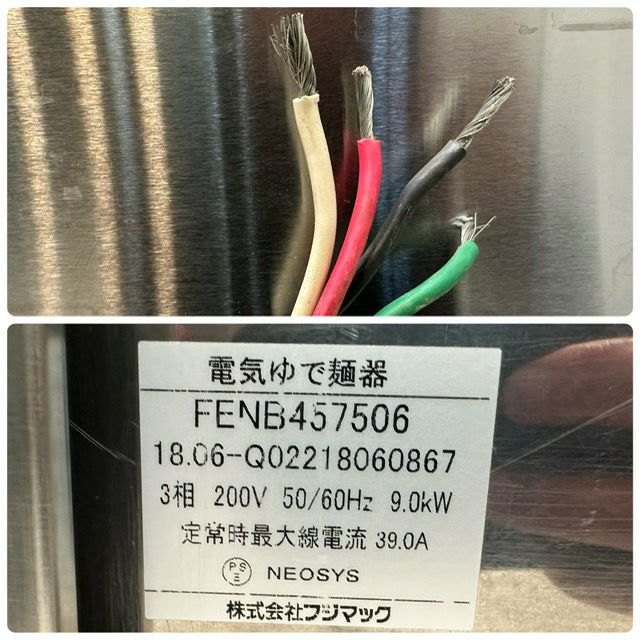 電気ゆで麺器
FENB457506
18.06-Q02218060867
3相 200V 50/60Hz 9.0kW
定常時最大線電流 39.0A
PS
E
NEOSYS
株式会社フジマック